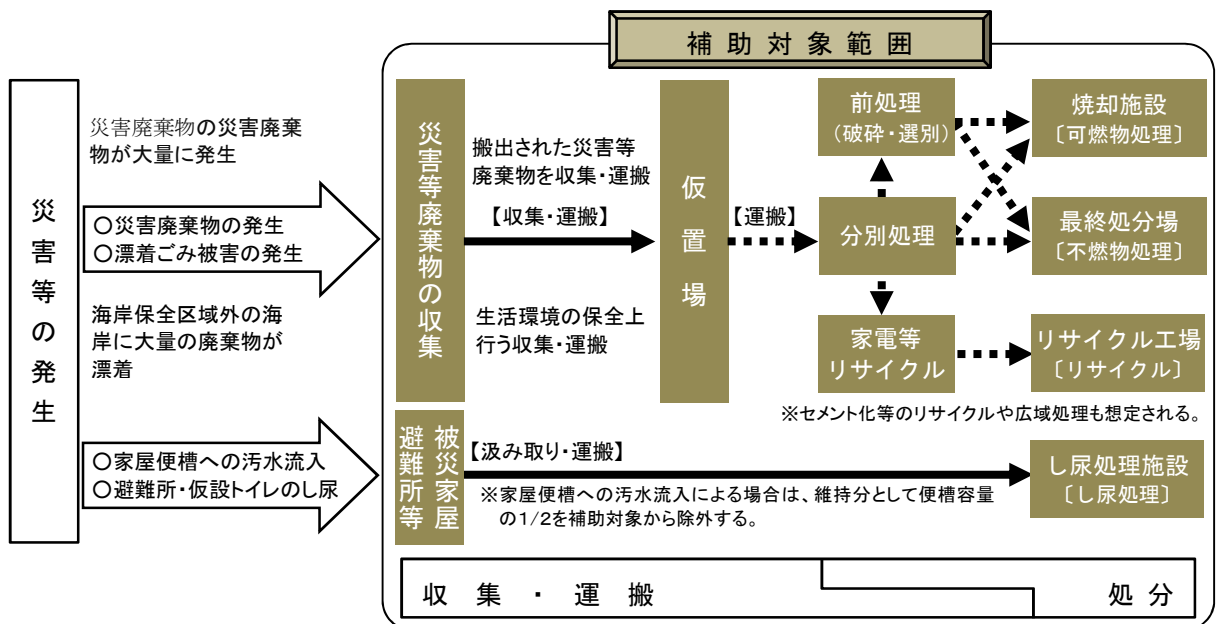 補助対象範囲
災害等の発生
災害廃棄物の災害廃棄
物が大量に発生
〇災害廃棄物の発生
〇漂着ごみ被害の発生
海岸保全区域外の海
岸に大量の廃棄物が
漂着
〇家屋便槽への汚水流入
〇避難所・仮設トイレのし尿
災害等廃棄物の収集
搬出された災害等
廃棄物を収集・運搬
【収集・運搬】
生活環境の保全上
行う収集・運搬
仮置場
【運搬】
前処理
（破砕・選別）
分別処理
家電等
リサイクル
焼却施設
〔可燃物処理〕
最終処分場
〔不燃物処理〕
リサイクル工場
〔リサイクル〕
※セメント化等のリサイクルや広域処理も想定される。
被災家屋
避難所等
【汲み取り・運搬】
※家屋便槽への汚水流入による場合は、維持分として便槽容量
の1/2を補助対象から除外する。
し尿処理施設
〔し尿処理〕
収集・運搬
処分